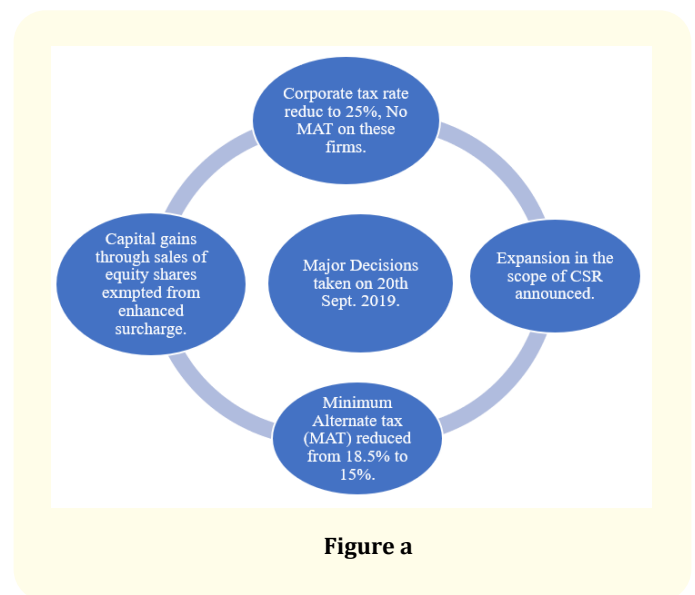 Corporate tax rate
reduc to 25%, No
MAT on these
firms.
Capital gains
through sales of
equity shares
exmpted from
enhanced
surcharge.
Major Decisions
taken on 20th
Sept. 2019.
Expansion in the
scope of CSR
announced.
Minimum
Alternate tax
(MAT) reduced
from 18.5% to
15%.
Figure a